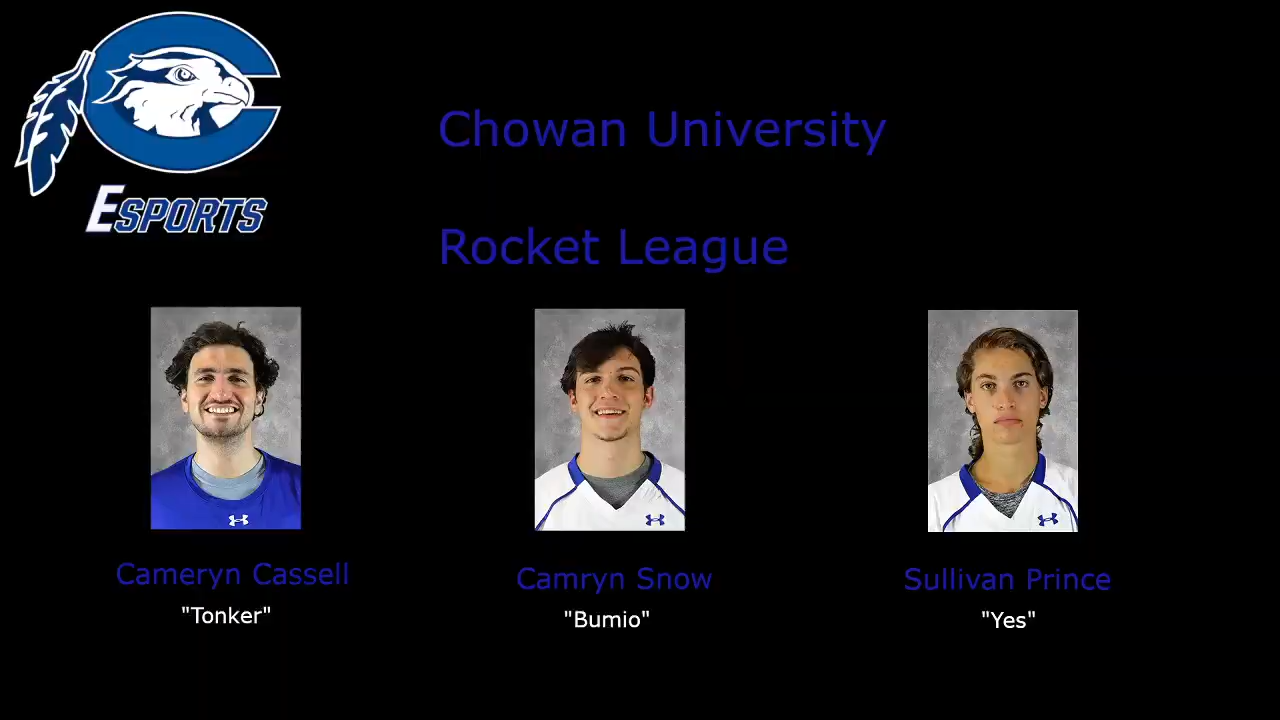 Esports
Chowan University
Rocket League
Cameryn Cassell
Camryn Snow
Sullivan Prince
"Tonker"
"Bumio"
"Yes"